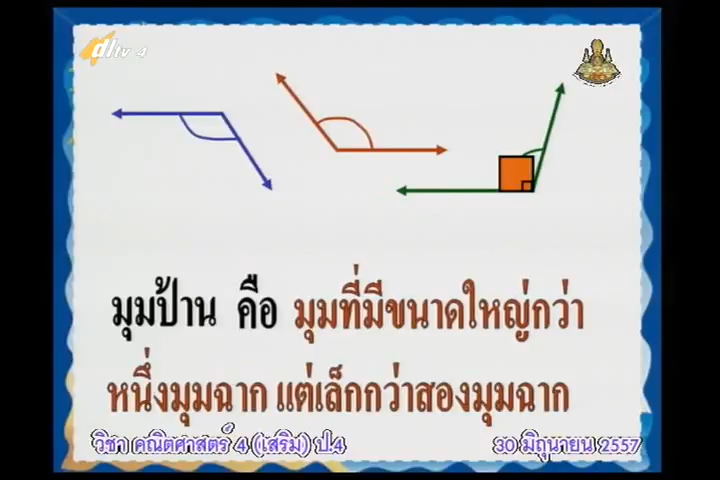 dltv 4
มุมป้าน คือ มุมที่มีขนาดใหญ่กว่า
หนึ่งมุมฉาก แต่เล็กกว่าสองมุมฉาก
วิชา คณิตศาสตร์ 4 (เสริม) ป.4 30 มิถุนายน 2557